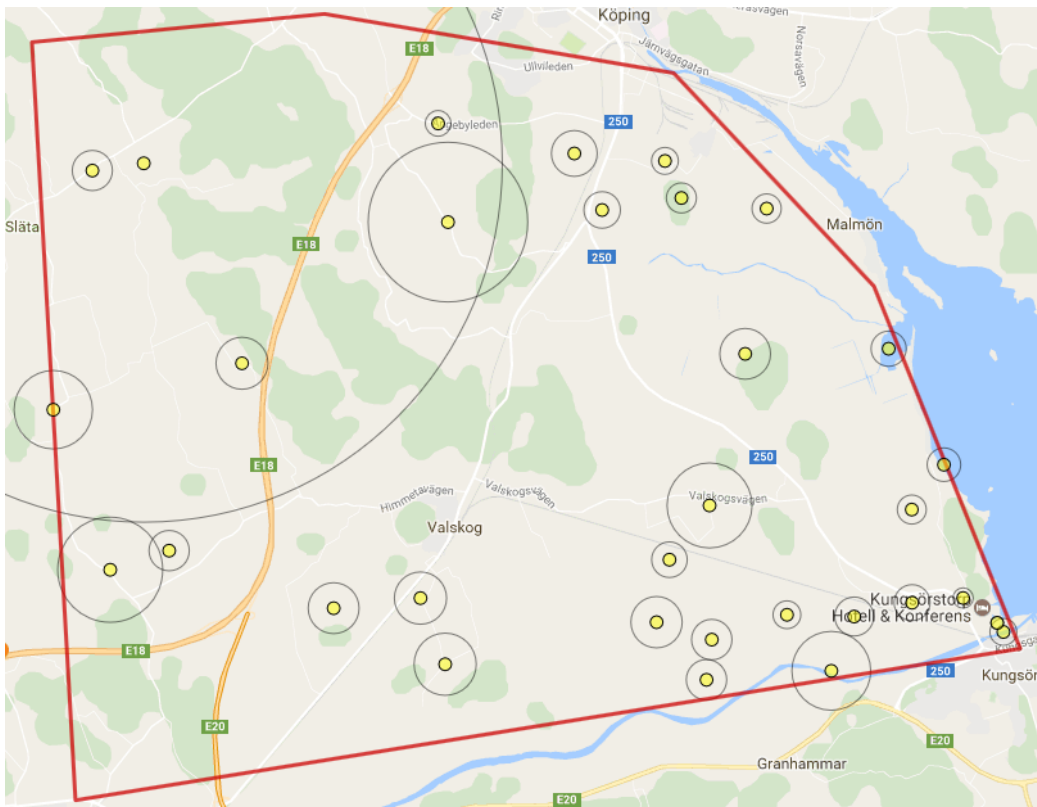 Köping
E18
Järnvägsgatan
Norsavägen
Ullvileden
250
Släta
Malmön
E18
250
E18
250
Himmetavägen
Valskogsvägen
Valskogsvägen
Valskog
Kungsörstorp
Hotell & Konferens
E18
250
Kungsör
E20
E20
Granhammar
E20